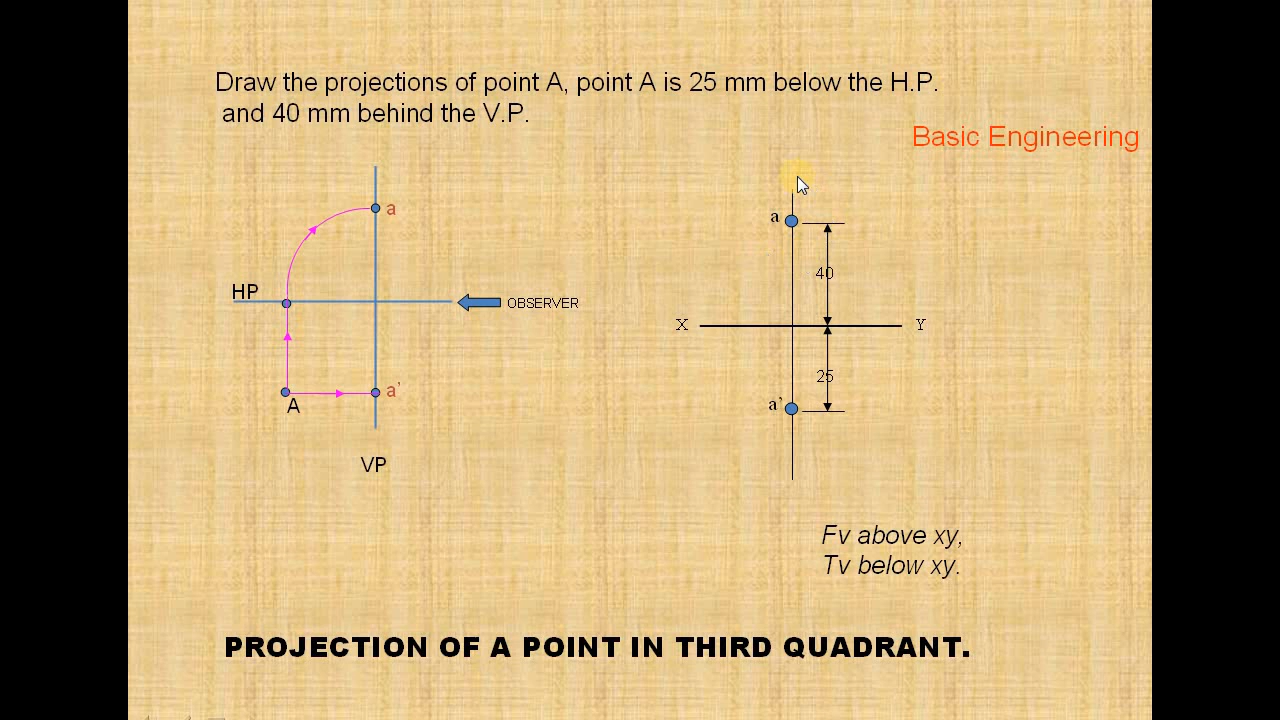 Draw the projections of point A, point A is 25 mm below the H.P.
and 40 mm behind the V.P.
Basic Engineering
a
HP
OBSERVER
A
a’
VP
a
40
X
Y
25
a’
Fv above xy,
Tv below xy.
PROJECTION OF A POINT IN THIRD QUADRANT.